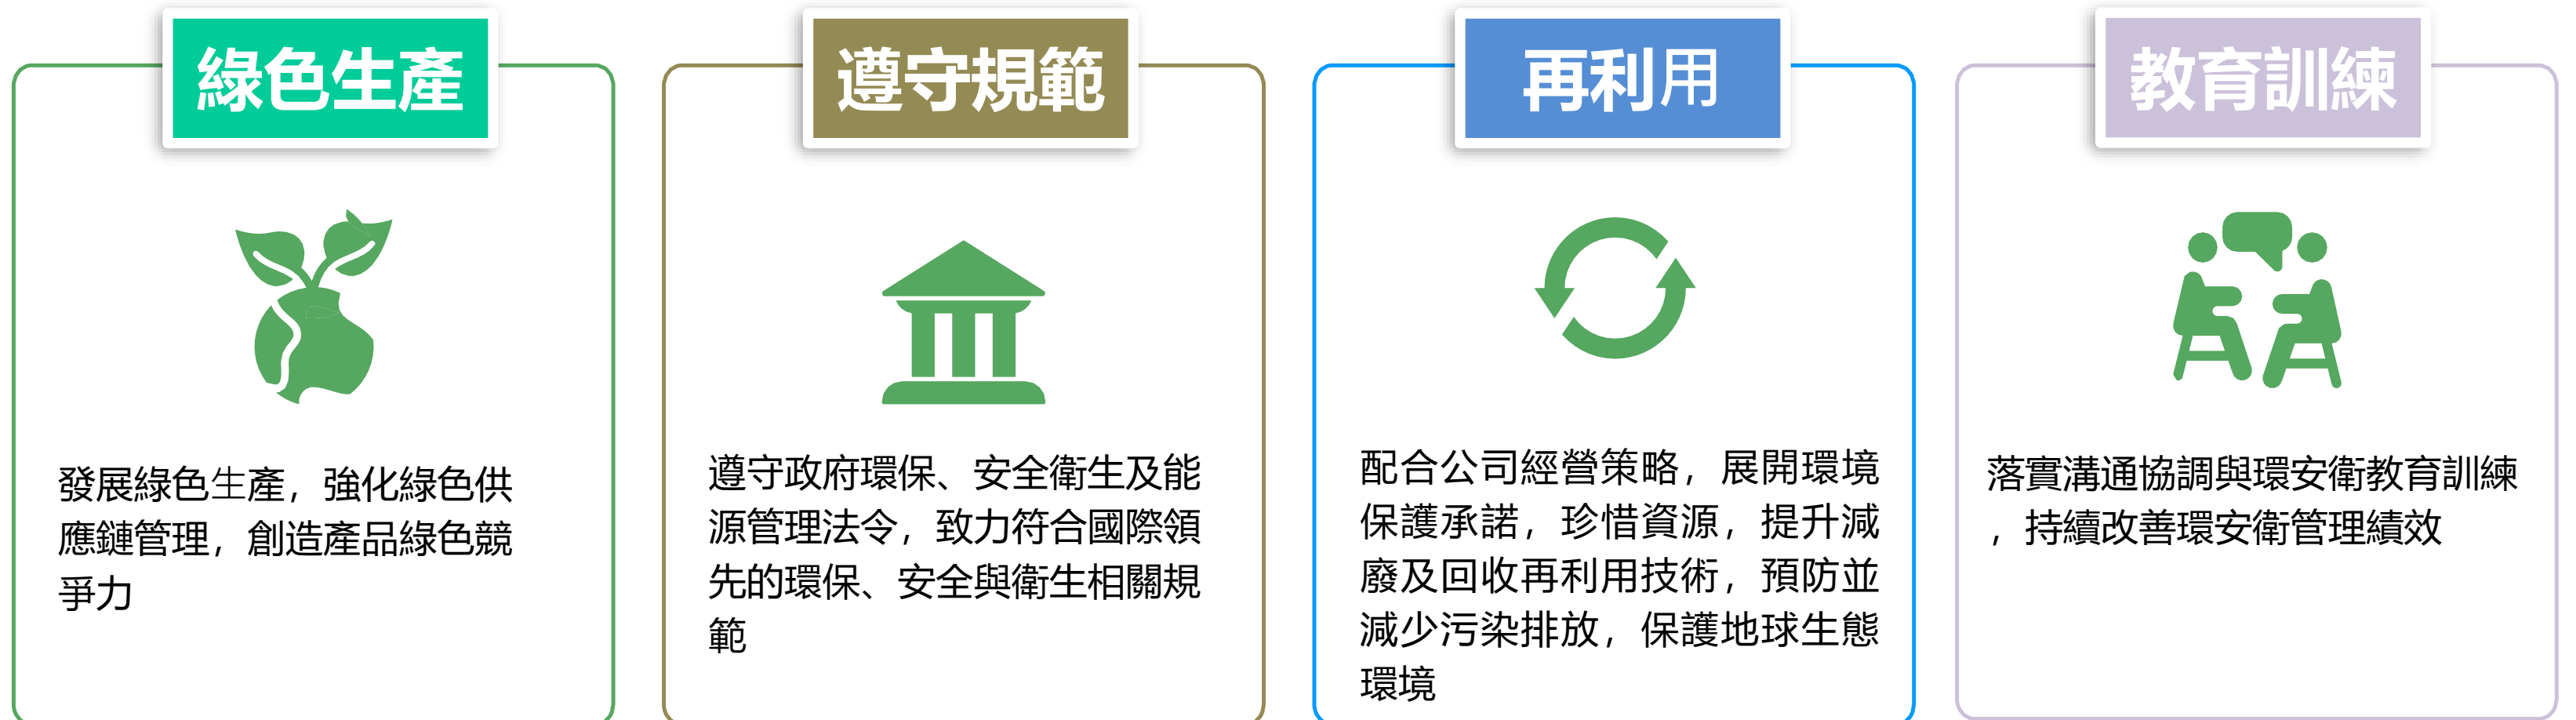 綠色生產
發展綠色生產，強化綠色供
應鏈管理，創造產品綠色競
爭力
遵守規範
遵守政府環保、安全衛生及能
源管理法令，致力符合國際領
先的環保、安全與衛生相關規
範
再利用
配合公司經營策略，展開環境
保護承諾，珍惜資源，提升減
廢及回收再利用技術，預防並
減少污染排放，保護地球生態
環境
教育訓練
落實溝通協調與環安衛教育訓練
，持續改善環安衛管理績效